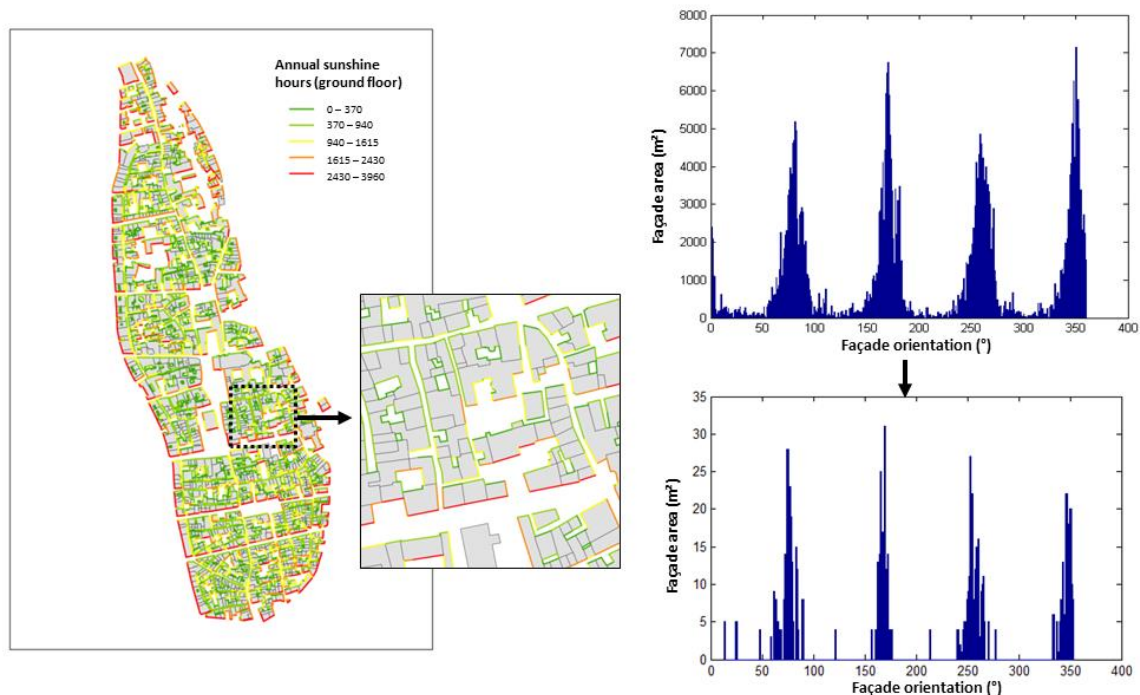 Annual sunshine
hours (ground floor)
0 – 370
370 – 940
940 – 1615
1615 – 2430
2430 – 3960
8000
7000
6000
5000
4000
3000
2000
1000
0
Façade area (m²)
0 50 100 150 200 250 300 350 400
Façade orientation (°)
35
30
25
20
15
10
5
0
Façade area (m²)
0 50 100 150 200 250 300 350 400
Façade orientation (°)